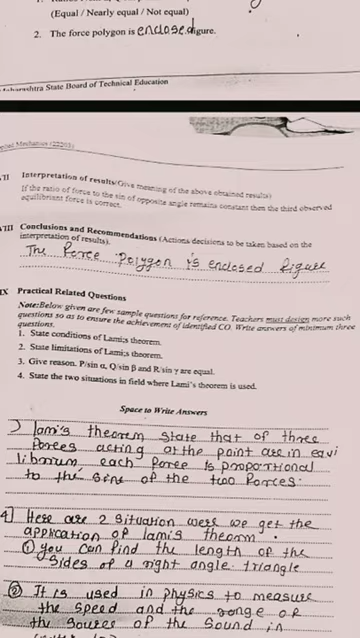 (Equal / Nearly equal / Not equal)
2. The force polygon is enclosed figure.
Maharashtra State Board of Technical Education
Interpretation of results (Give meaning of the above obtained results)
If the ratio of force to the sin of opposite angle remains constant then the third observed
equilibriant force is correct.
VIII Conclusions and Recommendations (Actions decisions to be taken based on the
interpretation of results).
The Force Polygon is enclosed figure
IX Practical Related Questions
Note:Below given are few sample questions for reference. Teachers must design more such
questions so as to ensure the achievement of identified CO. Write answers of minimum three
questions.
1. State conditions of Lami;s theorem.
2. State limitations of Lami;s theorem.
3. Give reason. P/sin α, Q/sin β and R/sin γ are equal.
4. State the two situations in field where Lami's theorem is used.
Space to Write Answers
) lami's theorem state that of three
Forces acting at the point are in equi
librium, each force is proportional
to the sine of the two forces.
4] Here are 2 situation were we get the
application of lamis theorm.
① you can find the length of the
sides of a right angle triangle
② It is used in physics to measure
the speed and the range of
the source of the sound in